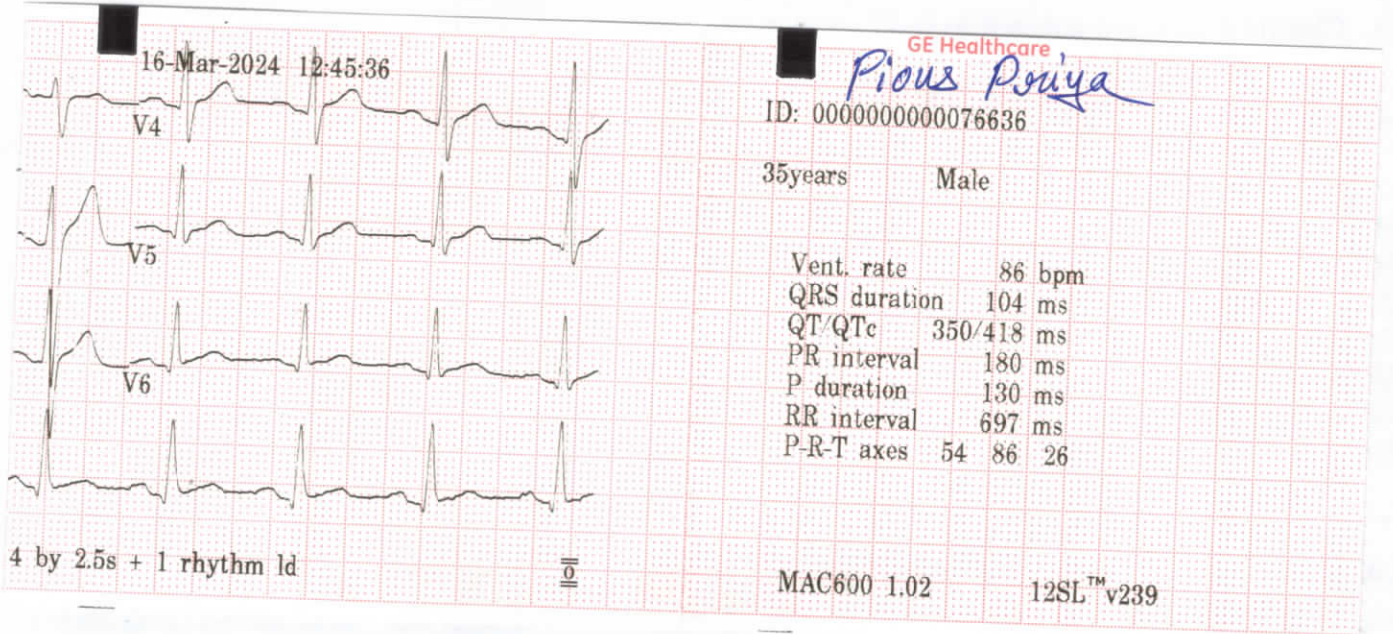 16-Mar-2024 12:45:36
V4
V5
V6
4 by 2.5s + 1 rhythm ld
GE Healthcare
Pious Priya
ID: 0000000000076636
35years Male
Vent. rate 86 bpm
QRS duration 104 ms
QT/QTc 350/418 ms
PR interval 180 ms
P duration 130 ms
RR interval 697 ms
P-R-T axes 54 86 26
MAC600 1.02 12SL™v239